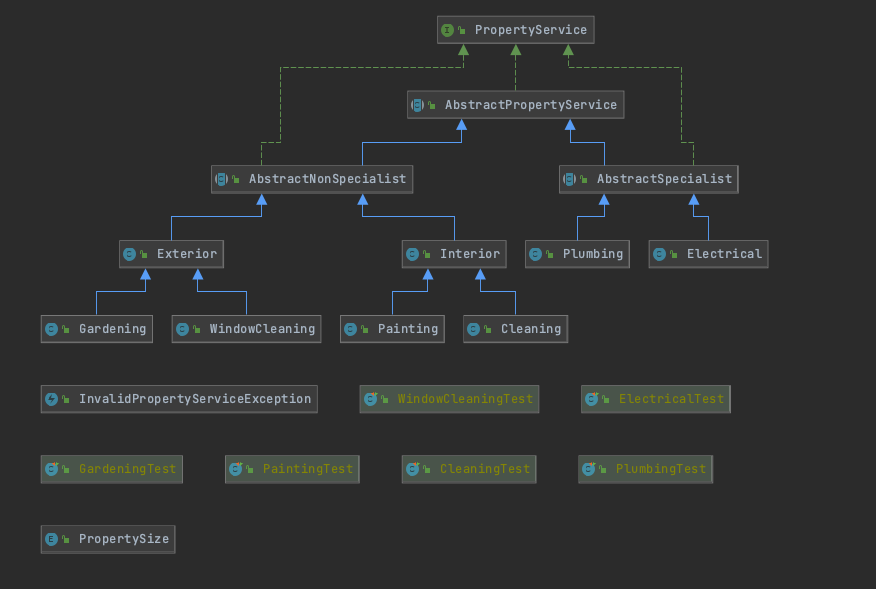 PropertyService
AbstractPropertyService
AbstractNonSpecialist
AbstractSpecialist
Exterior
Interior
Plumbing
Electrical
Gardening
WindowCleaning
Painting
Cleaning
InvalidPropertyServiceException
WindowCleaningTest
ElectricalTest
GardeningTest
PaintingTest
CleaningTest
PlumbingTest
PropertySize